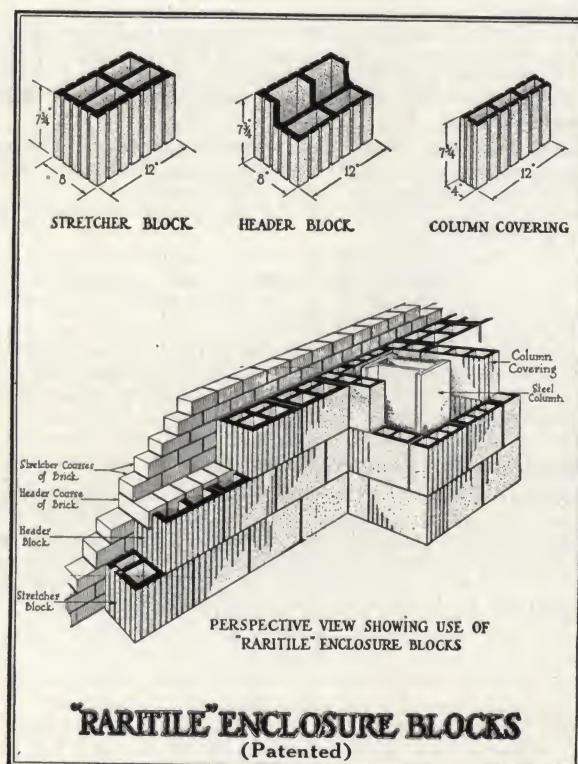 7¾"
8"
12"
STRETCHER BLOCK
7¾"
8"
12"
HEADER BLOCK
7¾"
4"
12"
COLUMN COVERING
Column
Covering
Steel
Column
Stretcher Courses
of Brick
Header Course
of Brick
Header
Block
Stretcher
Block
PERSPECTIVE VIEW SHOWING USE OF
"RARITILE" ENCLOSURE BLOCKS
"RARITILE" ENCLOSURE BLOCKS
(Patented)